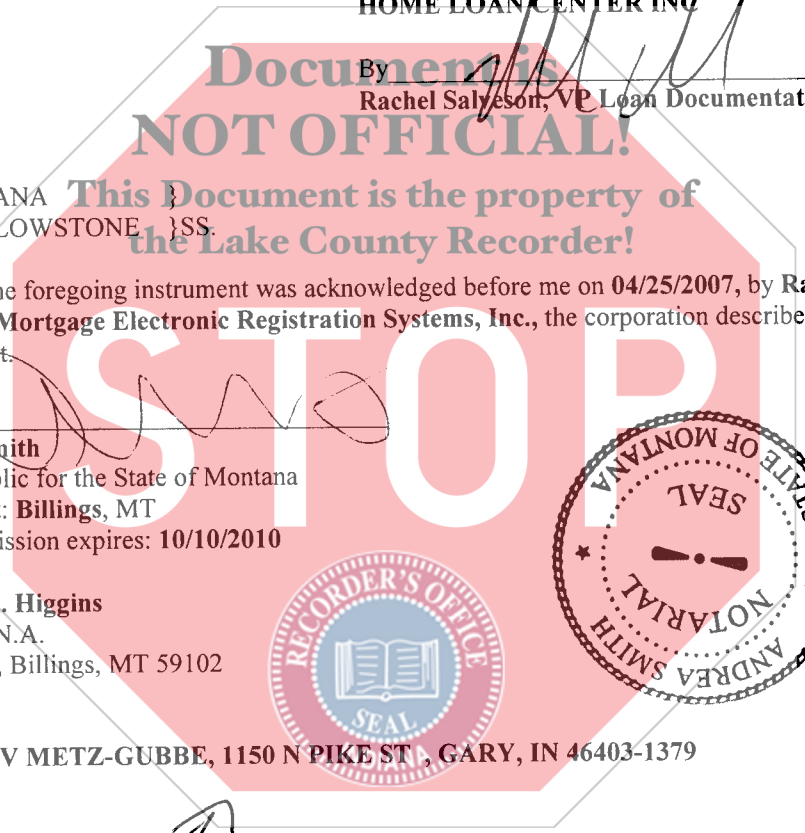 HOME LOAN CENTER INC
Document is
By
Rachel Salveson, VP Loan Documentat
NOT OFFICIAL!
ANA }
This Document is the property of
LOWSTONE }SS.
the Lake County Recorder!
he foregoing instrument was acknowledged before me on 04/25/2007, by Ra
Mortgage Electronic Registration Systems, Inc., the corporation describe
t.
STOP
mith
lic for the State of Montana
t: Billings, MT
ission expires: 10/10/2010
ANDREA SMITH
NOTARIAL
SEAL
STATE OF MONTANA
. Higgins
N.A.
, Billings, MT 59102
RECORDER'S OFFICE
SEAL
INDIANA
V METZ-GUBBE, 1150 N PIKE ST , GARY, IN 46403-1379